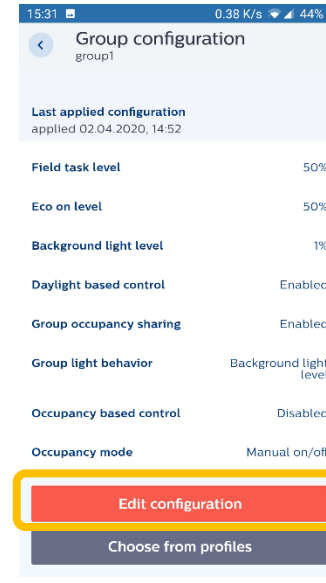 15:31 0.38 K/s 44%
Group configuration
group1
Last applied configuration
applied 02.04.2020, 14:52
Field task level 50%
Eco on level 50%
Background light level 1%
Daylight based control Enabled
Group occupancy sharing Enabled
Group light behavior Background light
level
Occupancy based control Disabled
Occupancy mode Manual on/off
Edit configuration
Choose from profiles